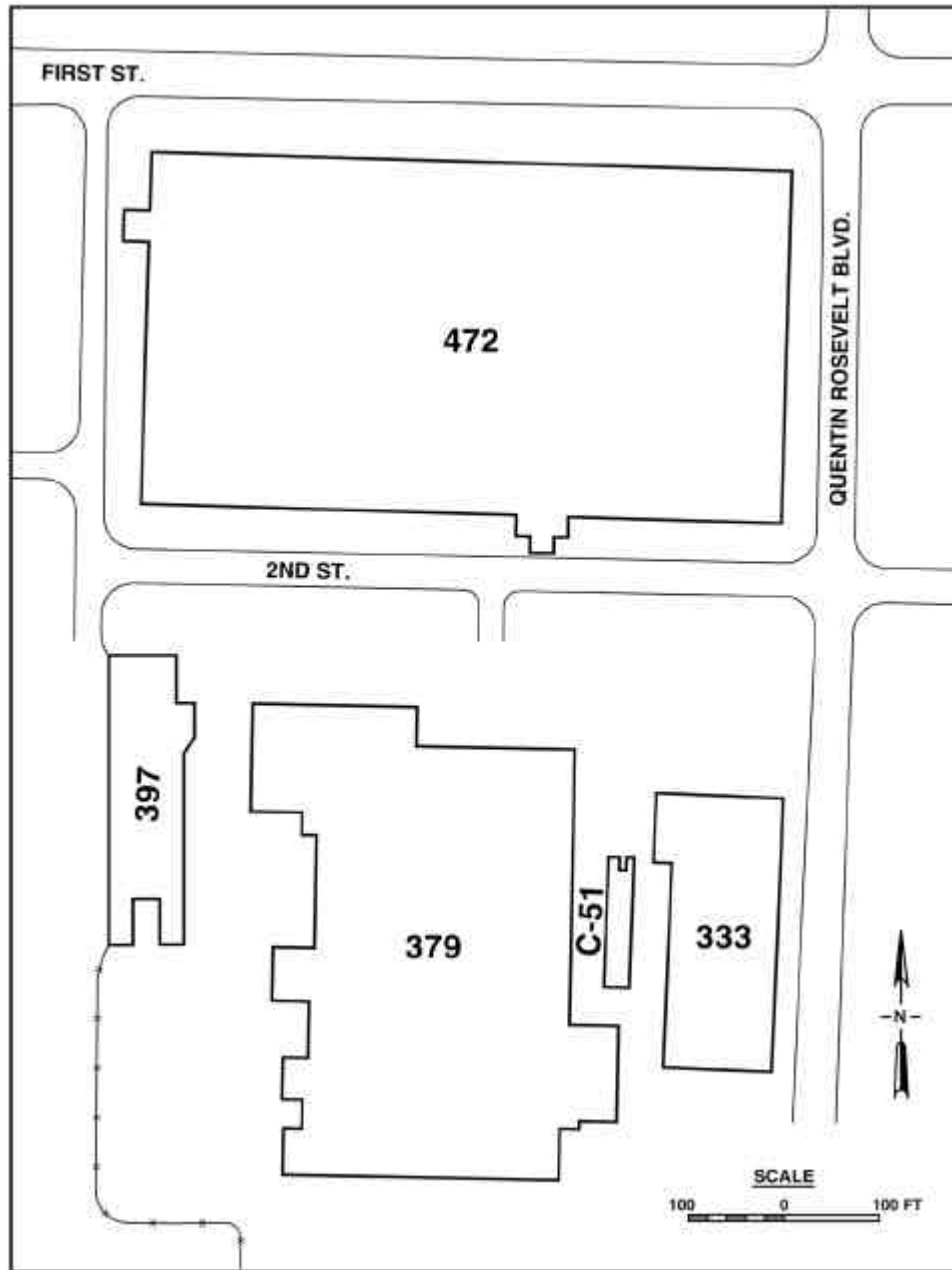 FIRST ST.
QUENTIN ROSEVELT BLVD.
472
2ND ST.
397
379
C-51
333
-N-
SCALE
100 0 100 FT